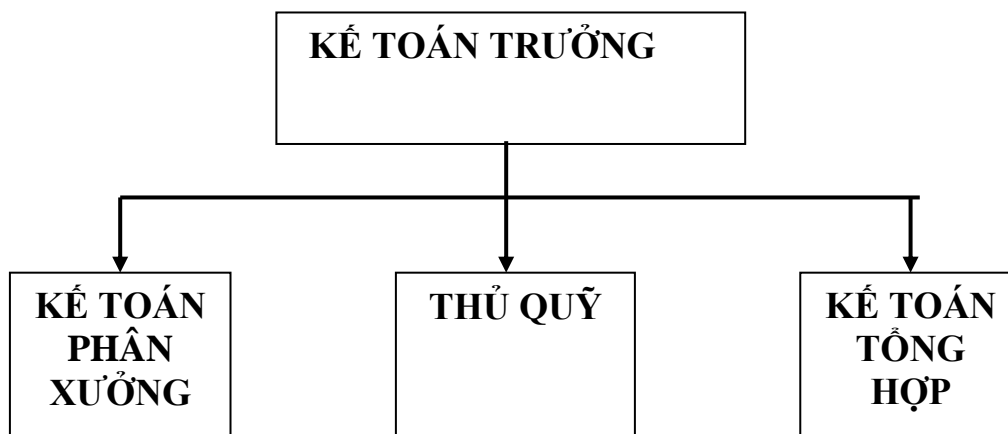 KẾ TOÁN TRƯỞNG
KẾ TOÁN
PHÂN
XƯỞNG
THỦ QUỸ
KẾ TOÁN
TỔNG
HỢP